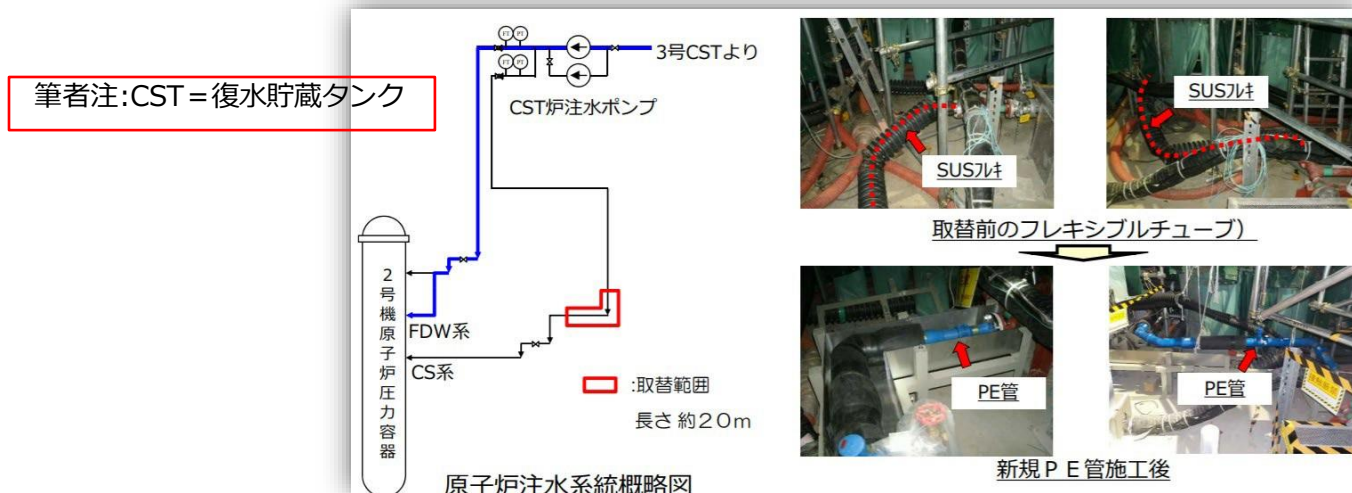 筆者注:CST＝復水貯蔵タンク
FT PT
FT PT
3号CSTより
CST炉注水ポンプ
2号機原子炉圧力容器
FDW系
CS系
:取替範囲
長さ 約２０ｍ
原子炉注水系統概略図
SUSﾌﾚｷ
SUSﾌﾚｷ
取替前のフレキシブルチューブ）
PE管
PE管
新規ＰＥ管施工後